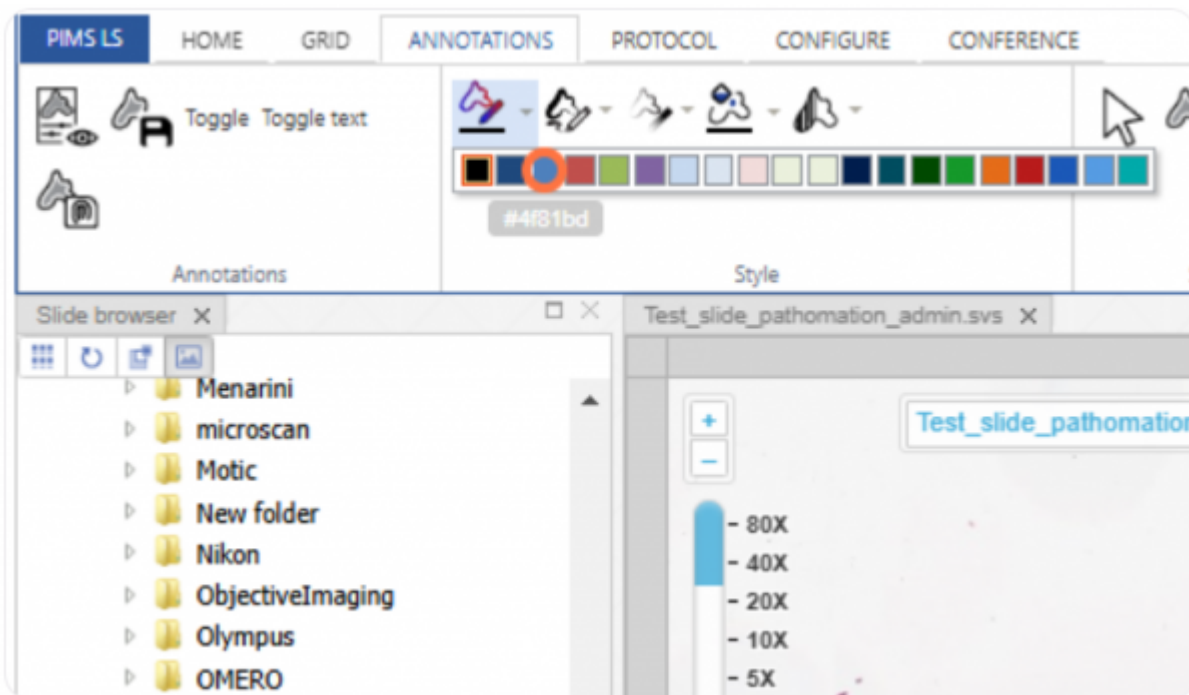 PIMS LS HOME GRID ANNOTATIONS PROTOCOL CONFIGURE CONFERENCE
Toggle Toggle text
#4f81bd
Annotations Style
Slide browser
Test_slide_pathomation_admin.svs
Menarini
microscan
Motic
New folder
Nikon
ObjectiveImaging
Olympus
OMERO
+
Test_slide_pathomation
−
- 80X
- 40X
- 20X
- 10X
- 5X